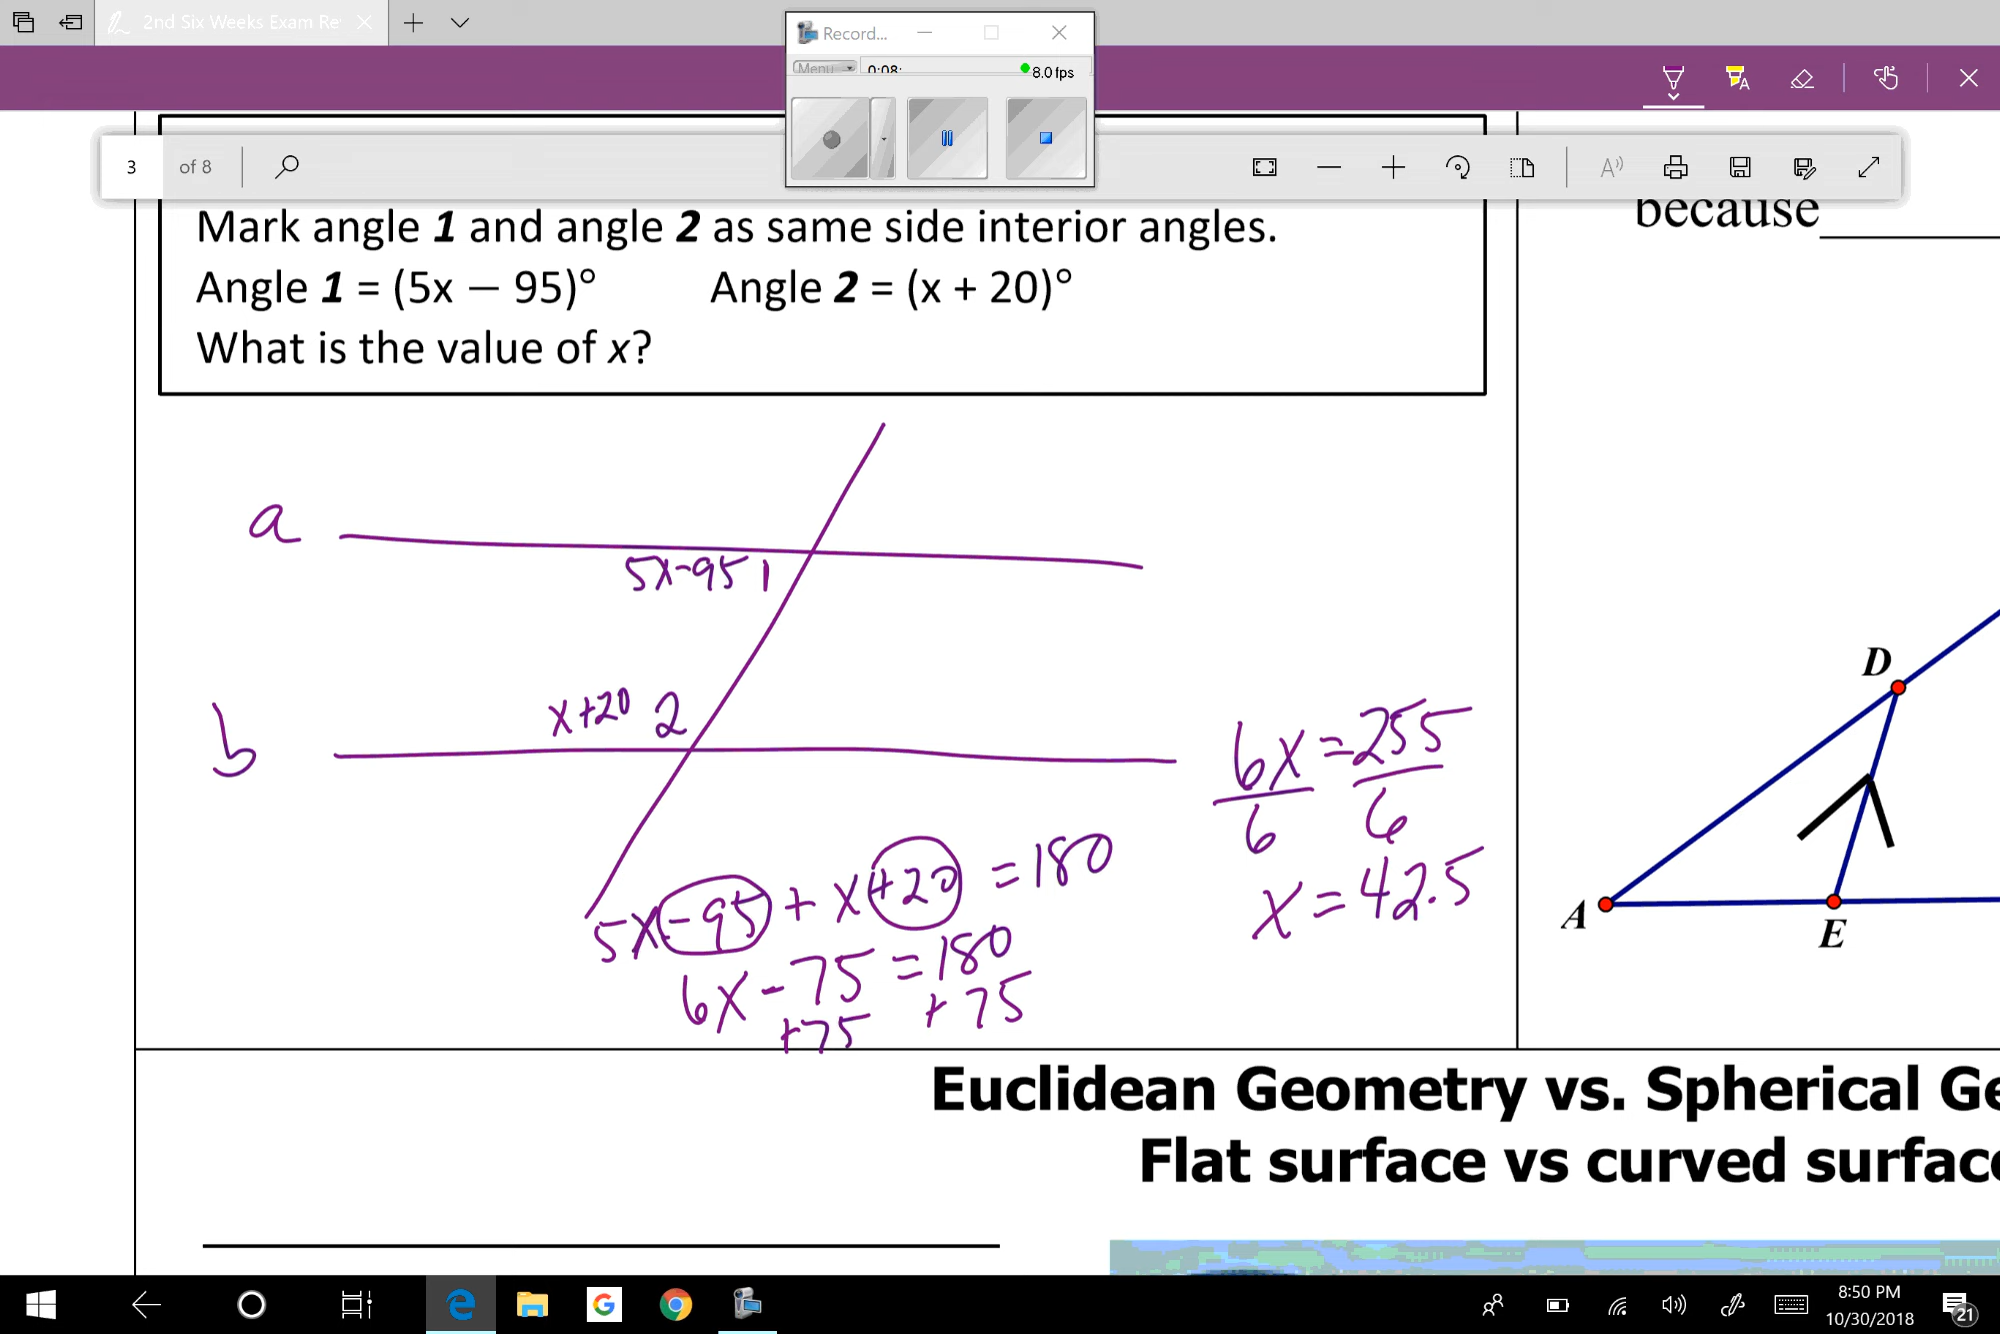 2nd Six Weeks Exam Re
Record...
Menu 0:08: 8.0 fps
3 of 8
Mark angle 1 and angle 2 as same side interior angles.
Angle 1 = (5x – 95)° Angle 2 = (x + 20)°
What is the value of x?
because
a
5x-95 1
b
x+20 2
5x-95 + x+20 = 180
6x - 75 = 180
+75 +75
6x = 255
6 6
x = 42.5
D
A
E
Euclidean Geometry vs. Spherical Ge
Flat surface vs curved surfac
8:50 PM
10/30/2018
21